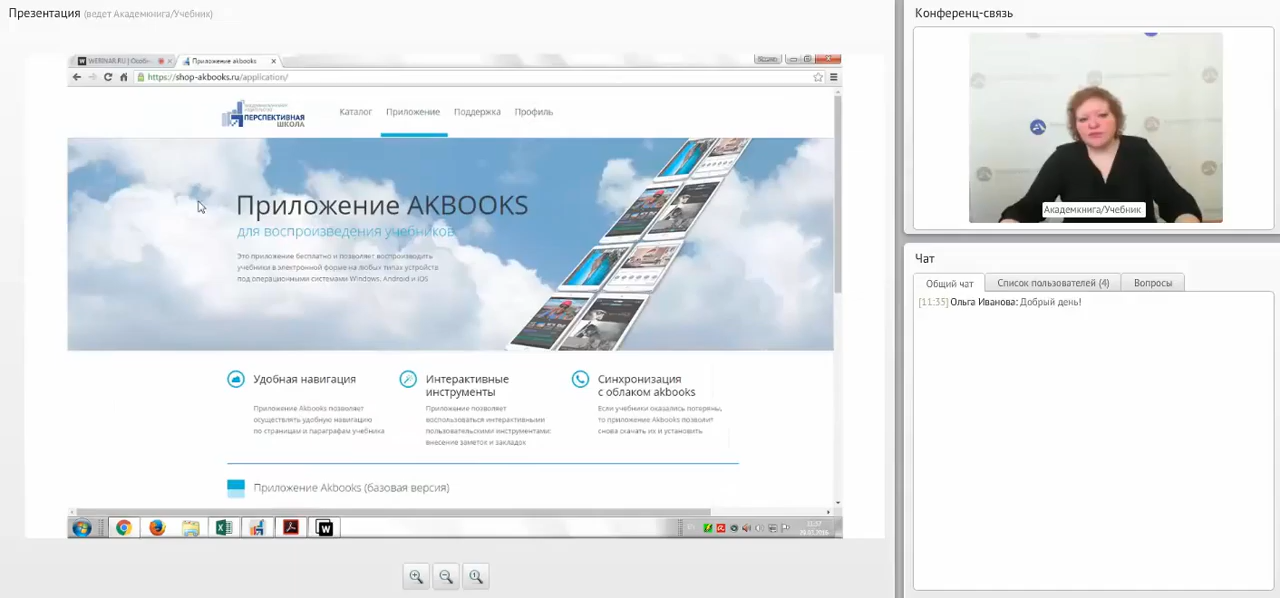 Презентация (ведет Академкнига/Учебник)
WEBINAR.RU | Особ
Приложение akbooks
https://shop-akbooks.ru/application/
ПЕРСПЕКТИВНАЯ
ШКОЛА
Каталог Приложение Поддержка Профиль
Приложение AKBOOKS
для воспроизведения учебников
Это приложение бесплатно и позволяет воспроизводить
учебники в электронной форме на любых типах устройств
под операционными системами Windows, Android и iOS
Удобная навигация
Приложение Akbooks позволяет
осуществлять удобную навигацию
по страницам и параграфам учебника
Интерактивные
инструменты
Приложение позволяет
воспользоваться интерактивными
пользовательскими инструментами:
внесение заметок и закладок
Синхронизация
с облаком akbooks
Если учебники оказались потеряны,
то приложение Akbooks позволит
снова скачать их и установить
Приложение Akbooks (базовая версия)
Конференц-связь
Академкнига/Учебник
Чат
Общий чат Список пользователей (4) Вопросы
[11:35] Ольга Иванова: Добрый день!